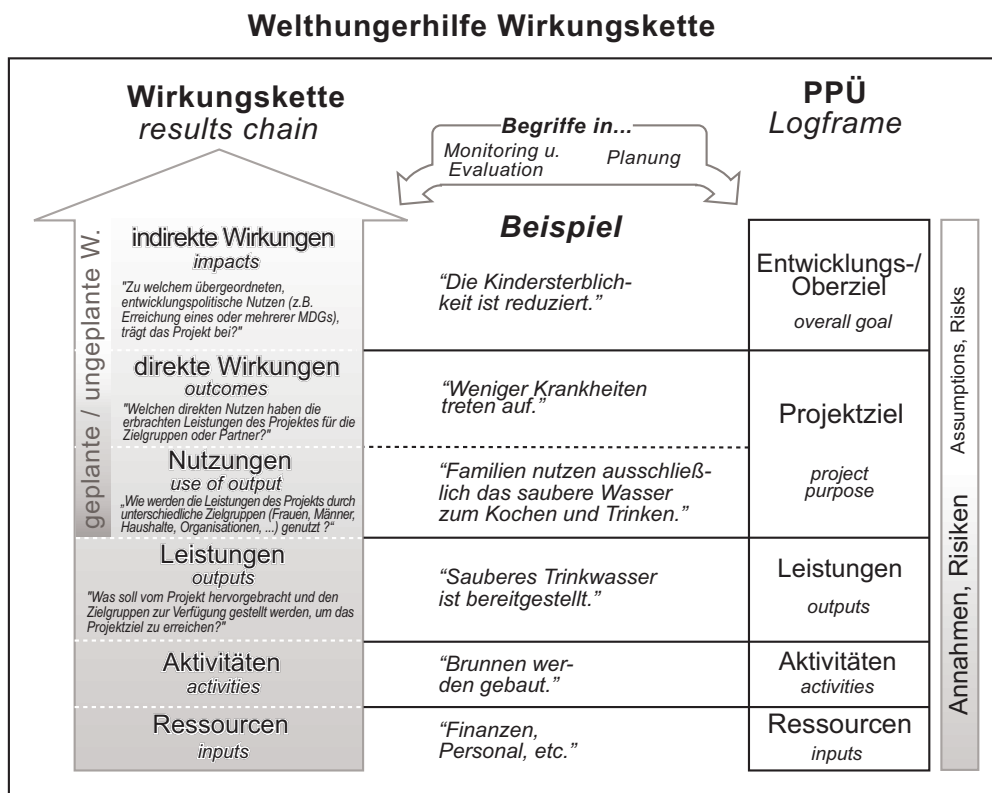 Welthungerhilfe Wirkungskette
Wirkungskette
results chain
Begriffe in...
Monitoring u.
Evaluation
Planung
PPÜ
Logframe
Beispiel
geplante / ungeplante W.
indirekte Wirkungen
impacts
"Zu welchem übergeordneten,
entwicklungspolitische Nutzen (z.B.
Erreichung eines oder mehrerer MDGs),
trägt das Projekt bei?"
“Die Kindersterblich-
keit ist reduziert.”
Entwicklungs-/
Oberziel
overall goal
direkte Wirkungen
outcomes
"Welchen direkten Nutzen haben die
erbrachten Leistungen des Projektes für die
Zielgruppen oder Partner?"
“Weniger Krankheiten
treten auf.”
Projektziel
project
purpose
Nutzungen
use of output
„Wie werden die Leistungen des Projekts durch
unterschiedliche Zielgruppen (Frauen, Männer,
Haushalte, Organisationen, ...) genutzt ?“
“Familien nutzen ausschließ-
lich das saubere Wasser
zum Kochen und Trinken.”
Leistungen
outputs
"Was soll vom Projekt hervorgebracht und den
Zielgruppen zur Verfügung gestellt werden, um das
Projektziel zu erreichen?"
“Sauberes Trinkwasser
ist bereitgestellt.”
Leistungen
outputs
Aktivitäten
activities
“Brunnen wer-
den gebaut.”
Aktivitäten
activities
Ressourcen
inputs
“Finanzen,
Personal, etc.”
Ressourcen
inputs
Annahmen, Risiken
Assumptions, Risks